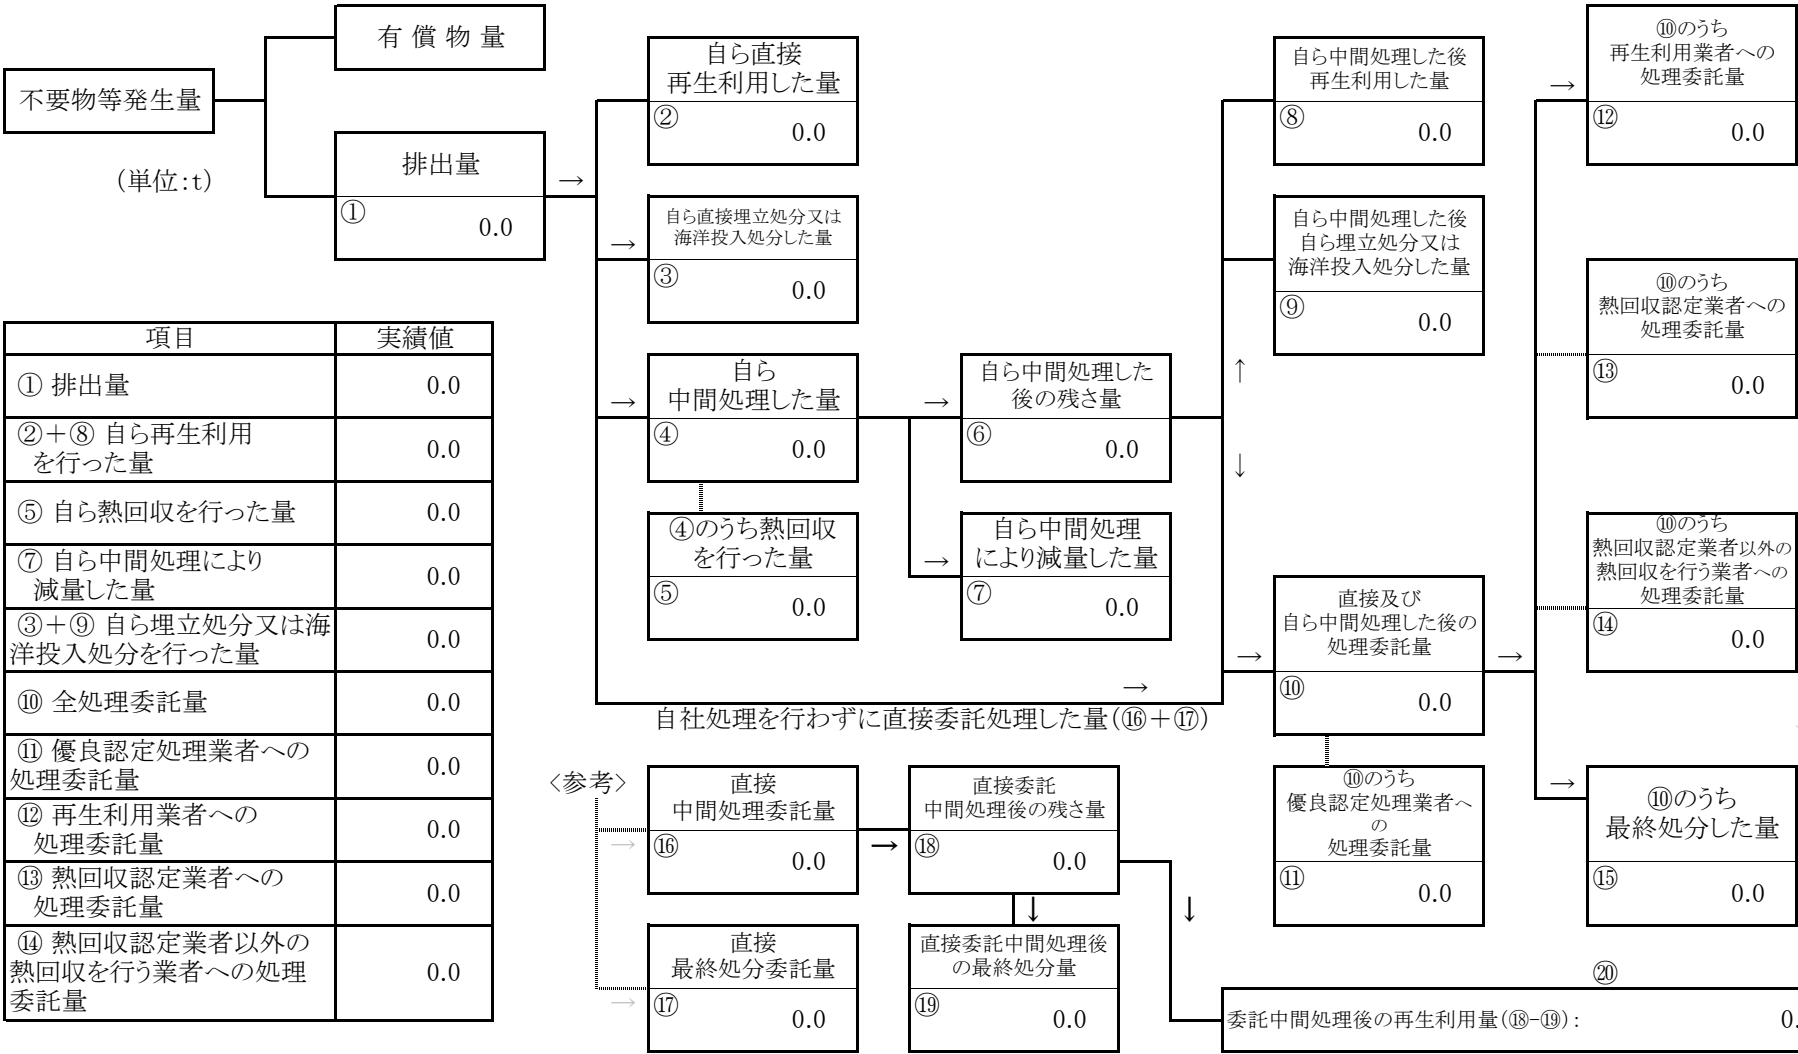 不要物等発生量
(単位:t)
有 償 物 量
排出量
①
0.0
→
自ら直接
再生利用した量
②
0.0
→
自ら直接埋立処分又は
海洋投入処分した量
③
0.0
→
自ら
中間処理した量
④
0.0
④のうち熱回収
を行った量
⑤
0.0
→
自ら中間処理した
後の残さ量
⑥
0.0
→
自ら中間処理
により減量した量
⑦
0.0
↑
↓
自ら中間処理した後
再生利用した量
⑧
0.0
自ら中間処理した後
自ら埋立処分又は
海洋投入処分した量
⑨
0.0
→
自社処理を行わずに直接委託処理した量(⑯+⑰)
→
直接及び
自ら中間処理した後の
処理委託量
⑩
0.0
→
⑩のうち
優良認定処理業者へ
の
処理委託量
⑪
0.0
→
⑩のうち
再生利用業者への
処理委託量
⑫
0.0
⑩のうち
熱回収認定業者への
処理委託量
⑬
0.0
⑩のうち
熱回収認定業者以外の
熱回収を行う業者への
処理委託量
⑭
0.0
→
⑩のうち
最終処分した量
⑮
0.0
項目 実績値
① 排出量 0.0
②+⑧ 自ら再生利用
を行った量 0.0
⑤ 自ら熱回収を行った量 0.0
⑦ 自ら中間処理により
減量した量 0.0
③+⑨ 自ら埋立処分又は海
洋投入処分を行った量 0.0
⑩ 全処理委託量 0.0
⑪ 優良認定処理業者への
処理委託量 0.0
⑫ 再生利用業者への
処理委託量 0.0
⑬ 熱回収認定業者への
処理委託量 0.0
⑭ 熱回収認定業者以外の
熱回収を行う業者への処理
委託量 0.0
<参考>
→
直接
中間処理委託量
⑯
0.0
→
直接委託
中間処理後の残さ量
⑱
0.0
↓
↓
→
直接
最終処分委託量
⑰
0.0
直接委託中間処理後
の最終処分量
⑲
0.0
⑳
委託中間処理後の再生利用量(⑱-⑲): 0.